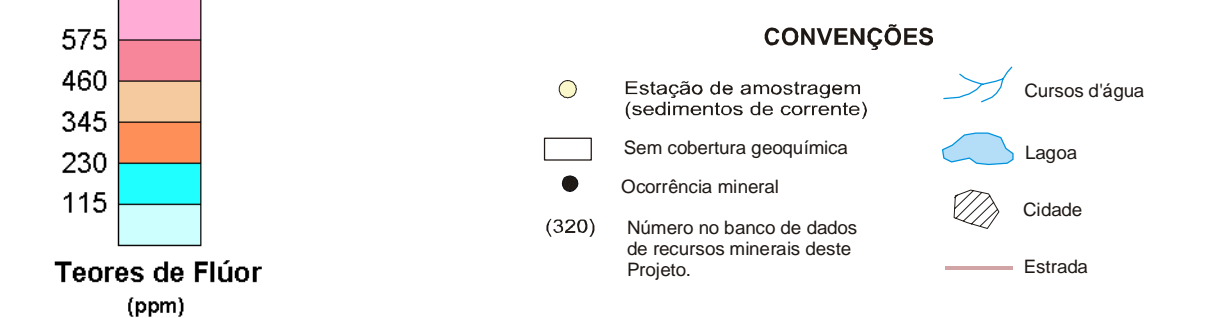 575
460
345
230
115
Teores de Flúor
(ppm)
CONVENÇÕES
Estação de amostragem
(sedimentos de corrente)
Sem cobertura geoquímica
Ocorrência mineral
(320)
Número no banco de dados
de recursos minerais deste
Projeto.
Cursos d'água
Lagoa
Cidade
Estrada